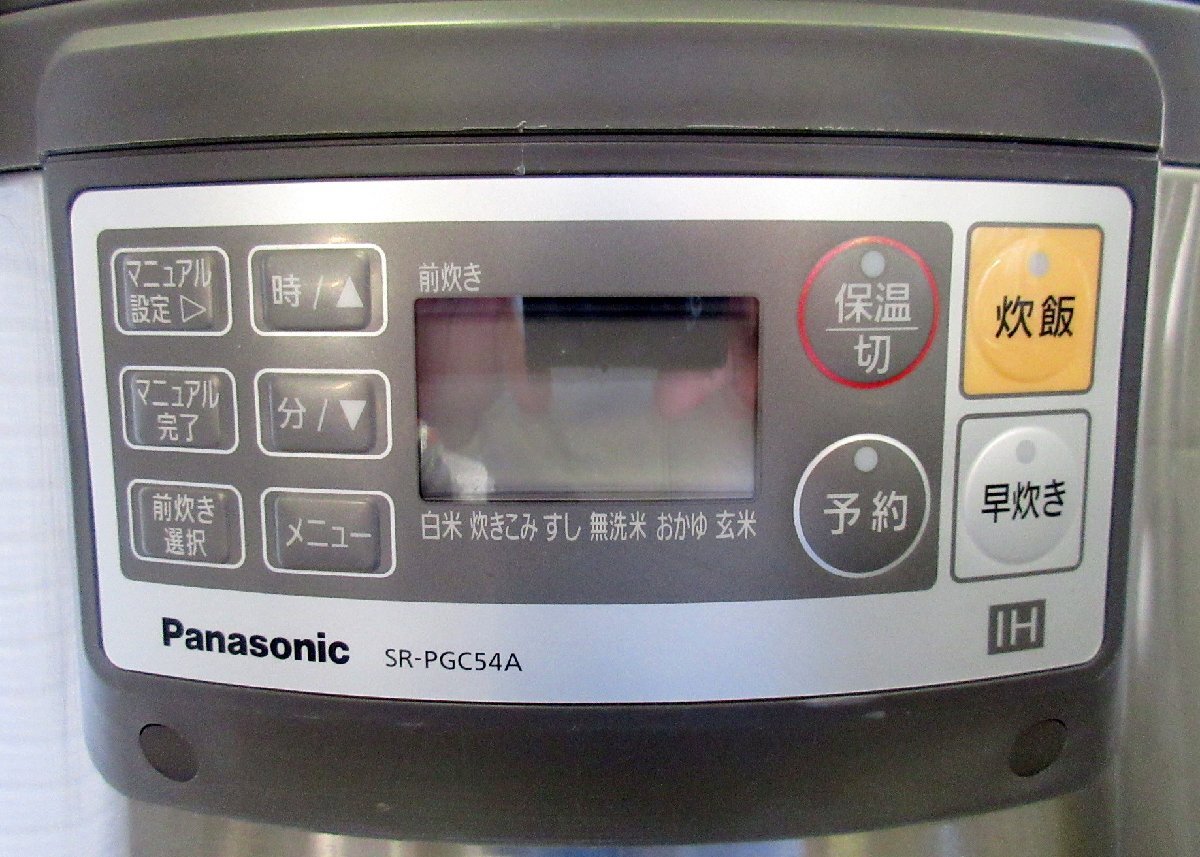 マニュアル
設定 ▷
時/▲
前炊き
保温
切
炊飯
マニュアル
完了
分/▼
前炊き
選択
メニュー
白米 炊きこみ すし 無洗米 おかゆ 玄米
予約
早炊き
Panasonic SR-PGC54A
IH